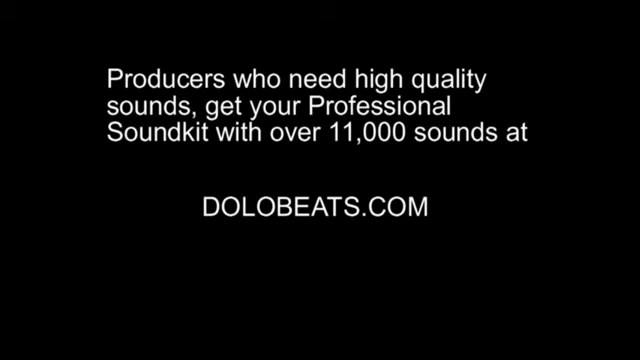 Producers who need high quality
sounds, get your Professional
Soundkit with over 11,000 sounds at
DOLOBEATS.COM